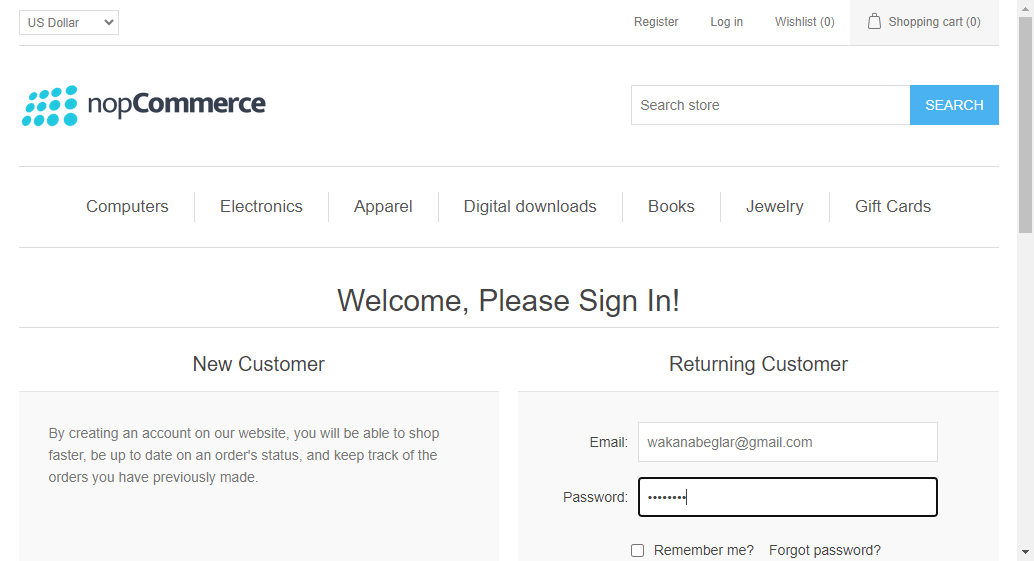 US Dollar
Register
Log in
Wishlist (0)
Shopping cart (0)
nopCommerce
Search store
SEARCH
Computers
Electronics
Apparel
Digital downloads
Books
Jewelry
Gift Cards
Welcome, Please Sign In!
New Customer
By creating an account on our website, you will be able to shop
faster, be up to date on an order's status, and keep track of the
orders you have previously made.
Returning Customer
Email: wakanabeglar@gmail.com
Password: ••••••••
Remember me? Forgot password?